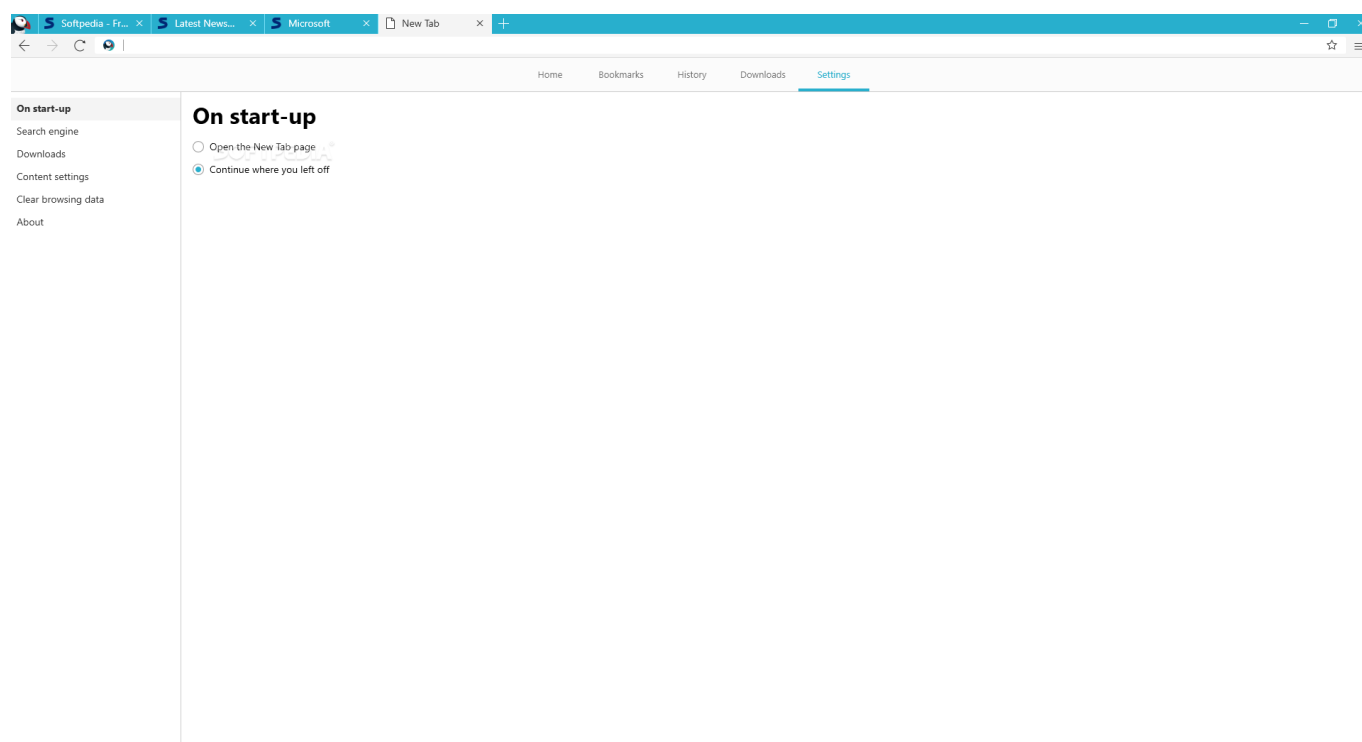 Softpedia - Fr... Latest News... Microsoft New Tab
Home Bookmarks History Downloads Settings
On start-up
Search engine
Downloads
Content settings
Clear browsing data
About
On start-up
Open the New Tab page
SOFTPEDIA
Continue where you left off